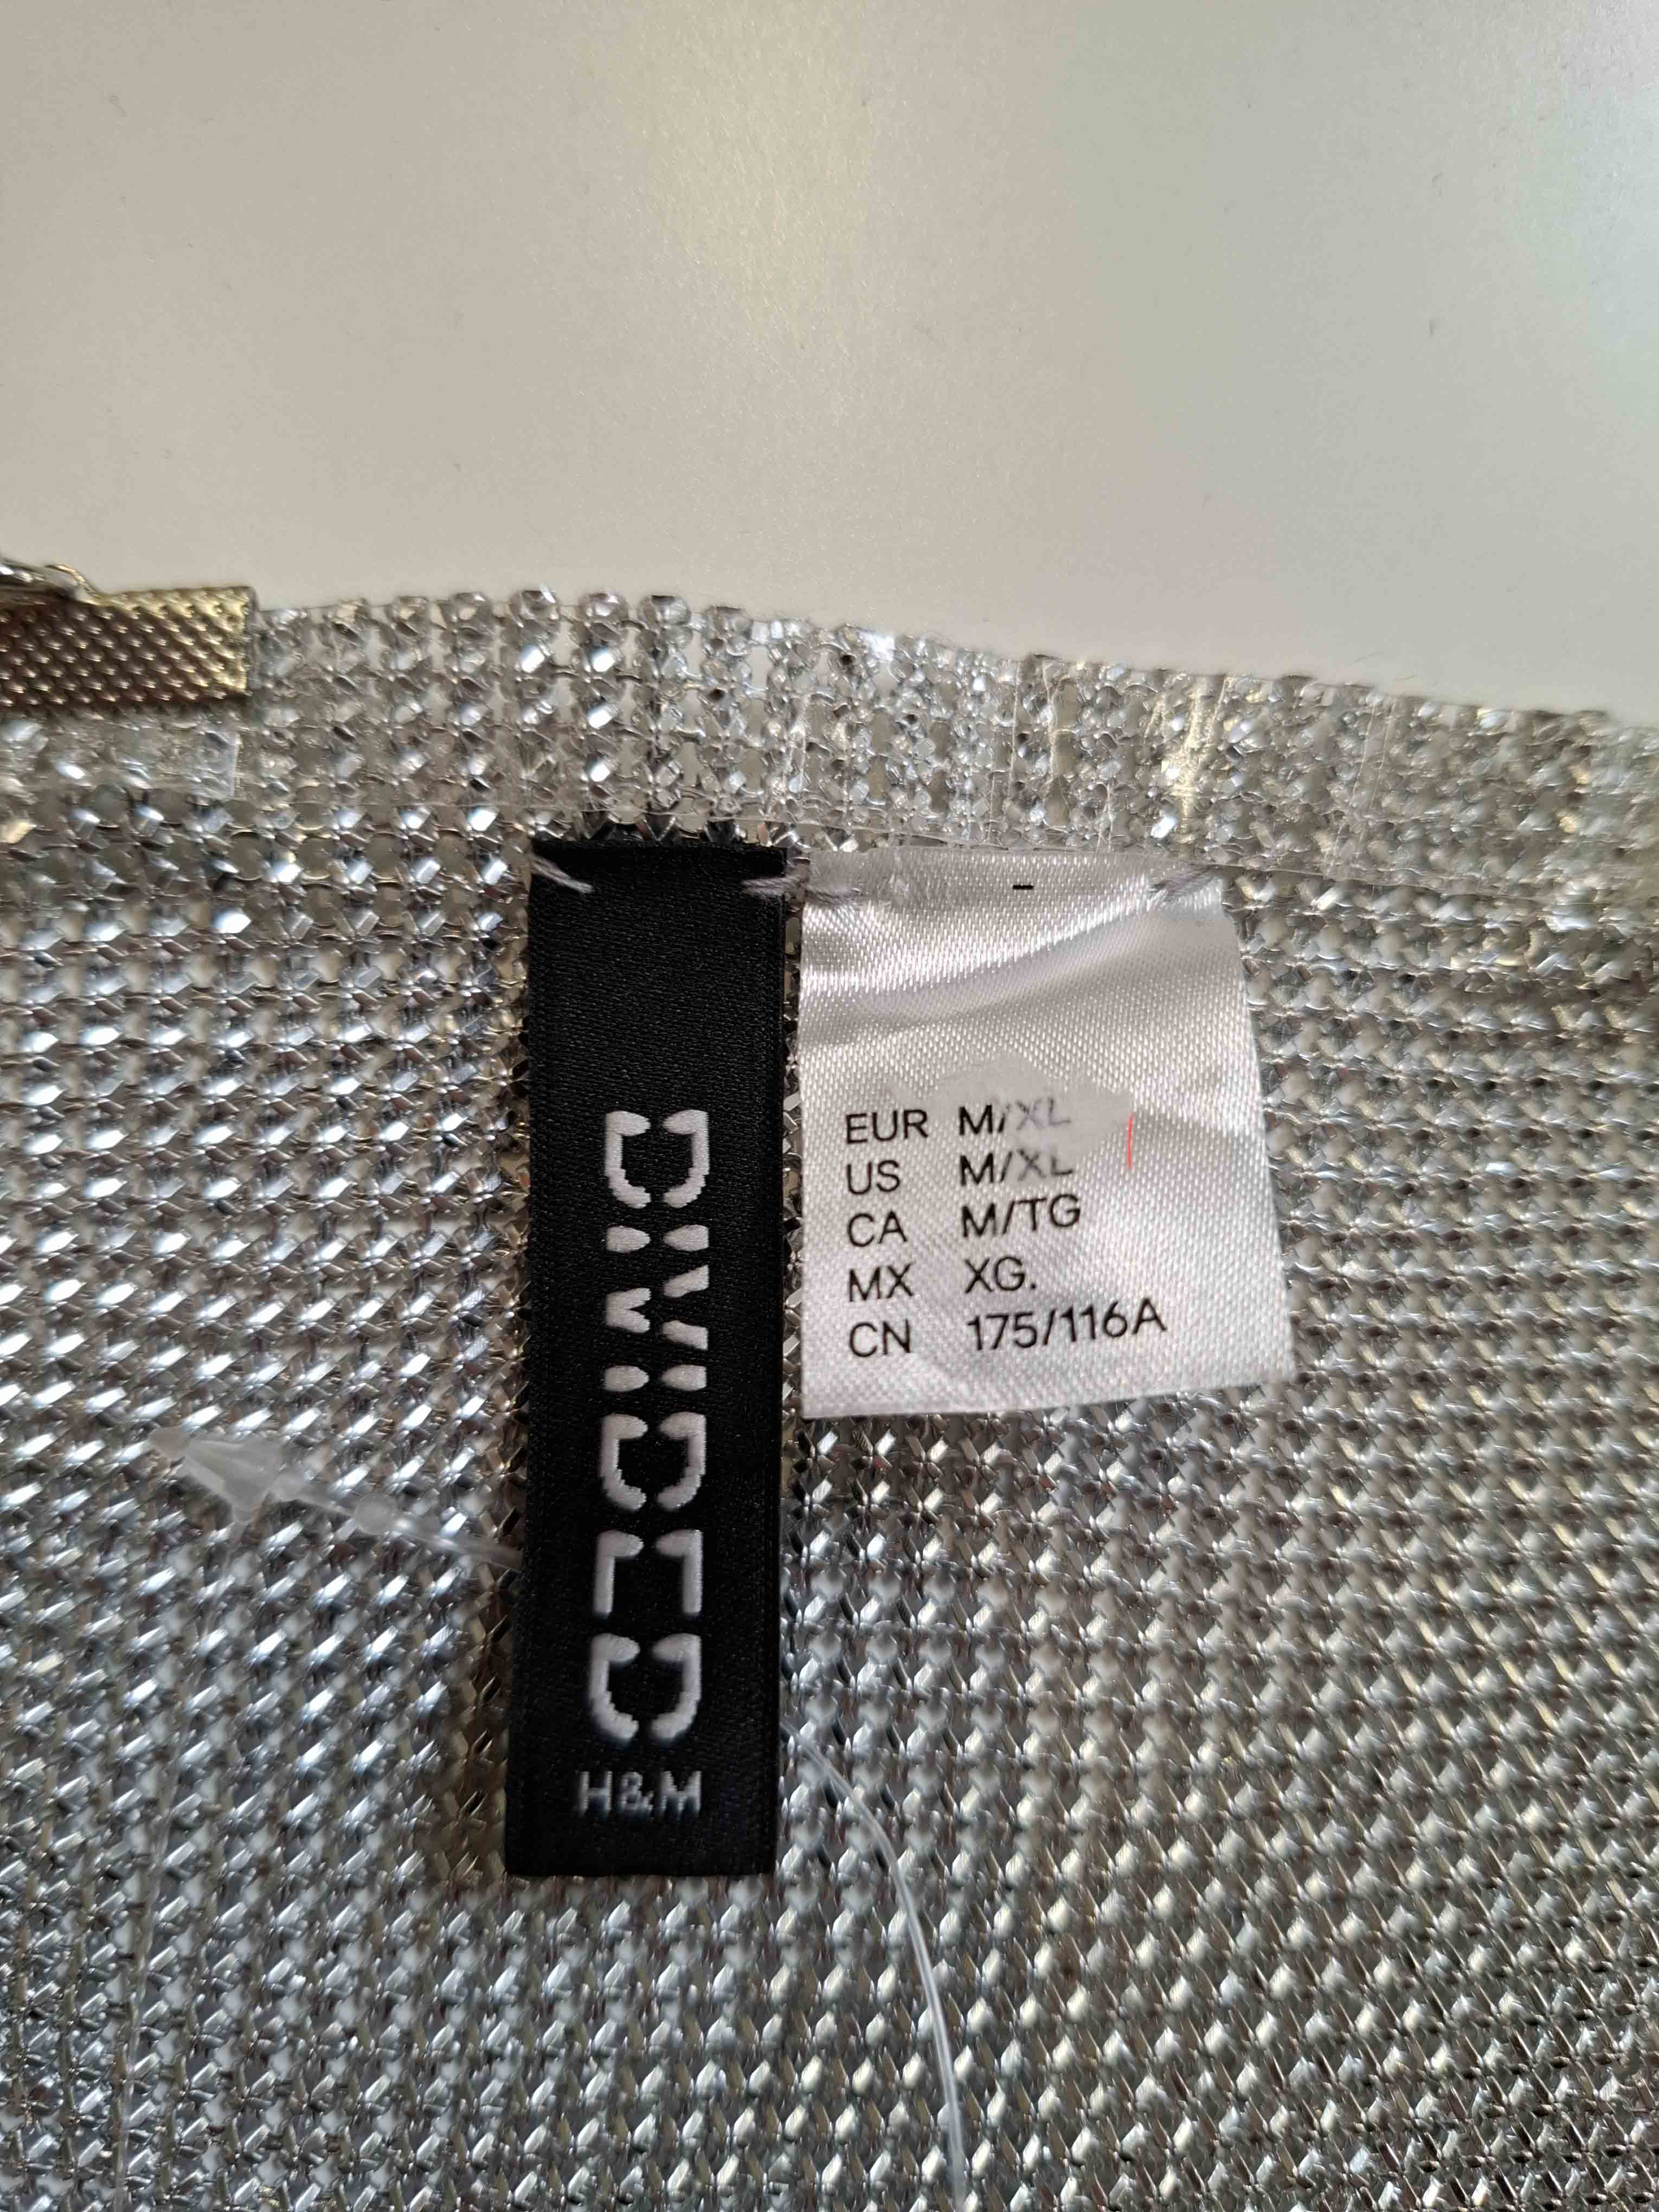 DIVIDED
H&M
EUR M/XL
US M/XL
CA M/TG
MX XG.
CN 175/116A